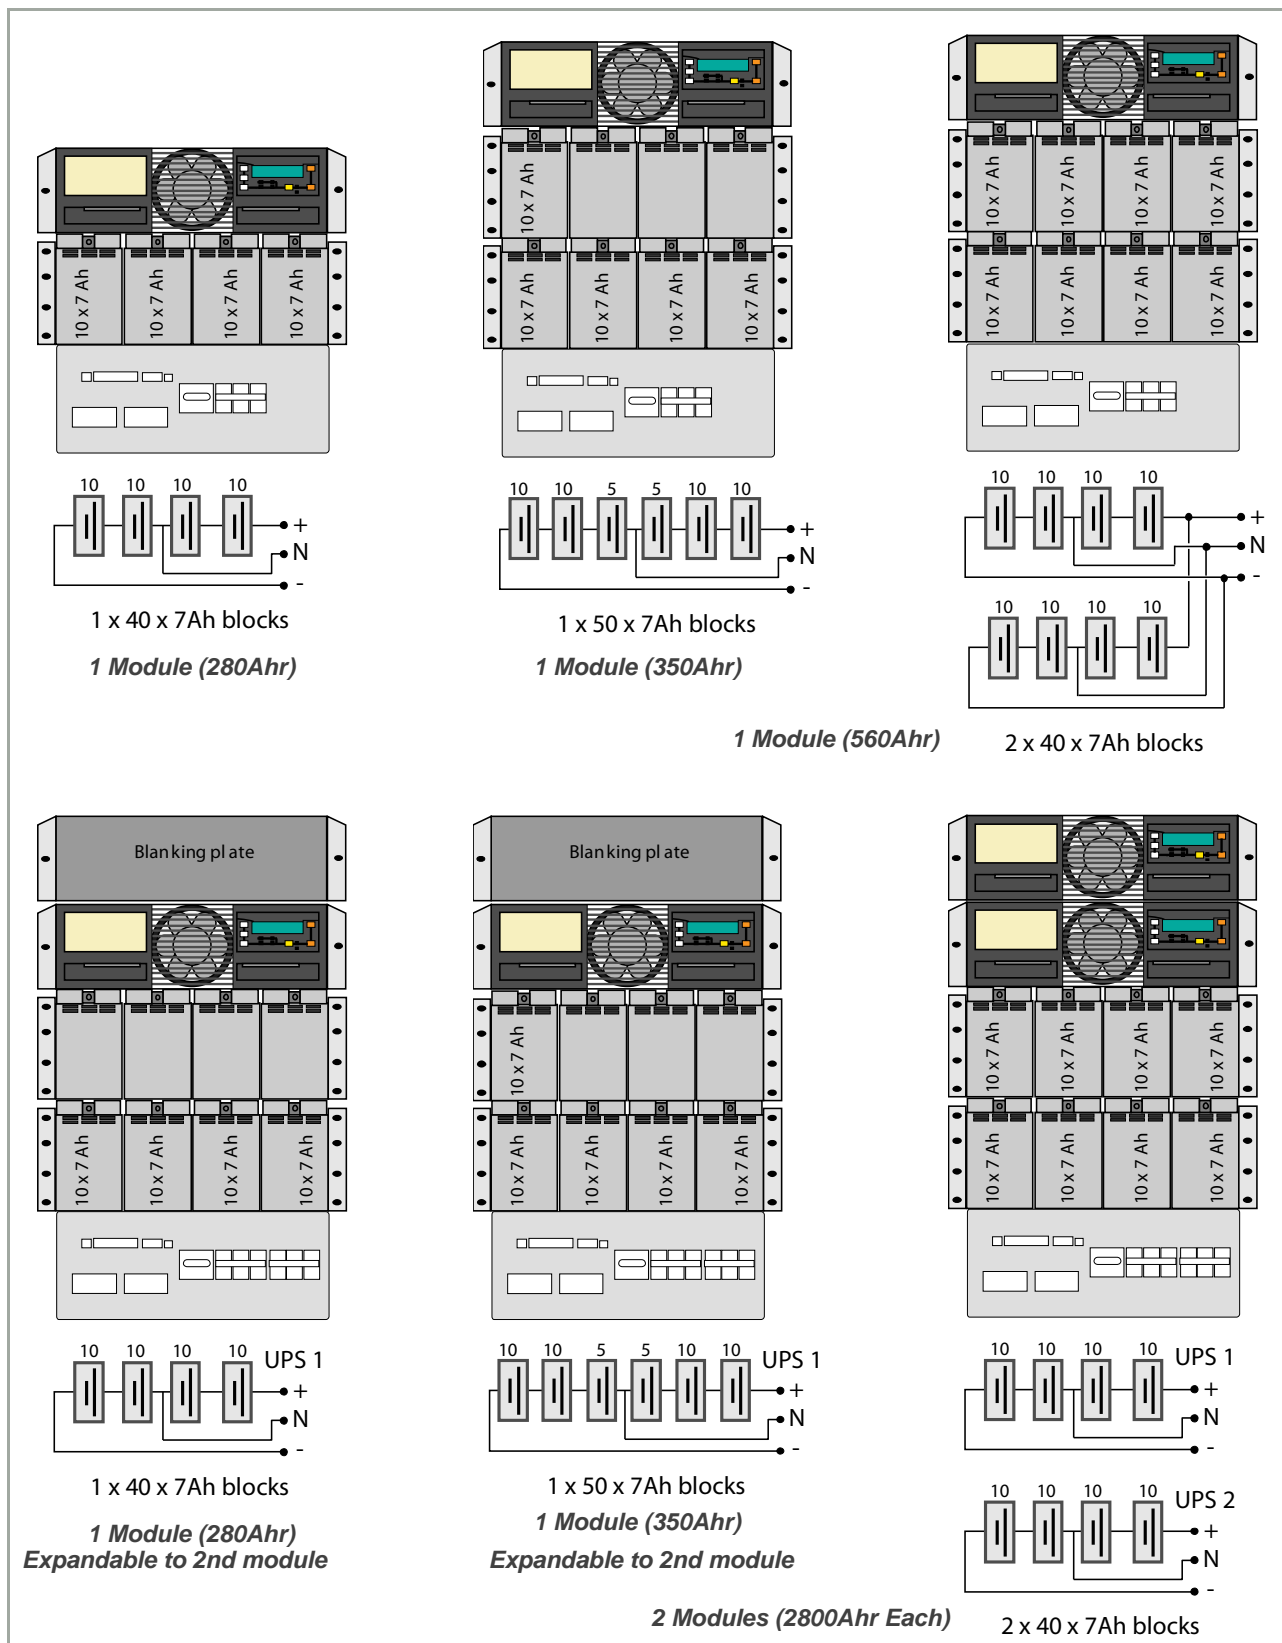 10 x 7 Ah
10 x 7 Ah
10 x 7 Ah
10 x 7 Ah
10 10 10 10
+
N
-
1 x 40 x 7Ah blocks
1 Module (280Ahr)
10 x 7 Ah
10 x 7 Ah
10 x 7 Ah
10 x 7 Ah
10 x 7 Ah
10 10 5 5 10 10
+
N
-
1 x 50 x 7Ah blocks
1 Module (350Ahr)
10 x 7 Ah
10 x 7 Ah
10 x 7 Ah
10 x 7 Ah
10 x 7 Ah
10 x 7 Ah
10 x 7 Ah
10 x 7 Ah
10 10 10 10
+
N
-
10 10 10 10
1 Module (560Ahr)
2 x 40 x 7Ah blocks
Blanking plate
10 x 7 Ah
10 x 7 Ah
10 x 7 Ah
10 x 7 Ah
10 10 10 10 UPS 1
+
N
-
1 x 40 x 7Ah blocks
1 Module (280Ahr)
Expandable to 2nd module
Blanking plate
10 x 7 Ah
10 x 7 Ah
10 x 7 Ah
10 x 7 Ah
10 x 7 Ah
10 10 5 5 10 10 UPS 1
+
N
-
1 x 50 x 7Ah blocks
1 Module (350Ahr)
Expandable to 2nd module
10 x 7 Ah
10 x 7 Ah
10 x 7 Ah
10 x 7 Ah
10 x 7 Ah
10 x 7 Ah
10 x 7 Ah
10 x 7 Ah
10 10 10 10 UPS 1
+
N
-
10 10 10 10 UPS 2
+
N
-
2 Modules (2800Ahr Each)
2 x 40 x 7Ah blocks